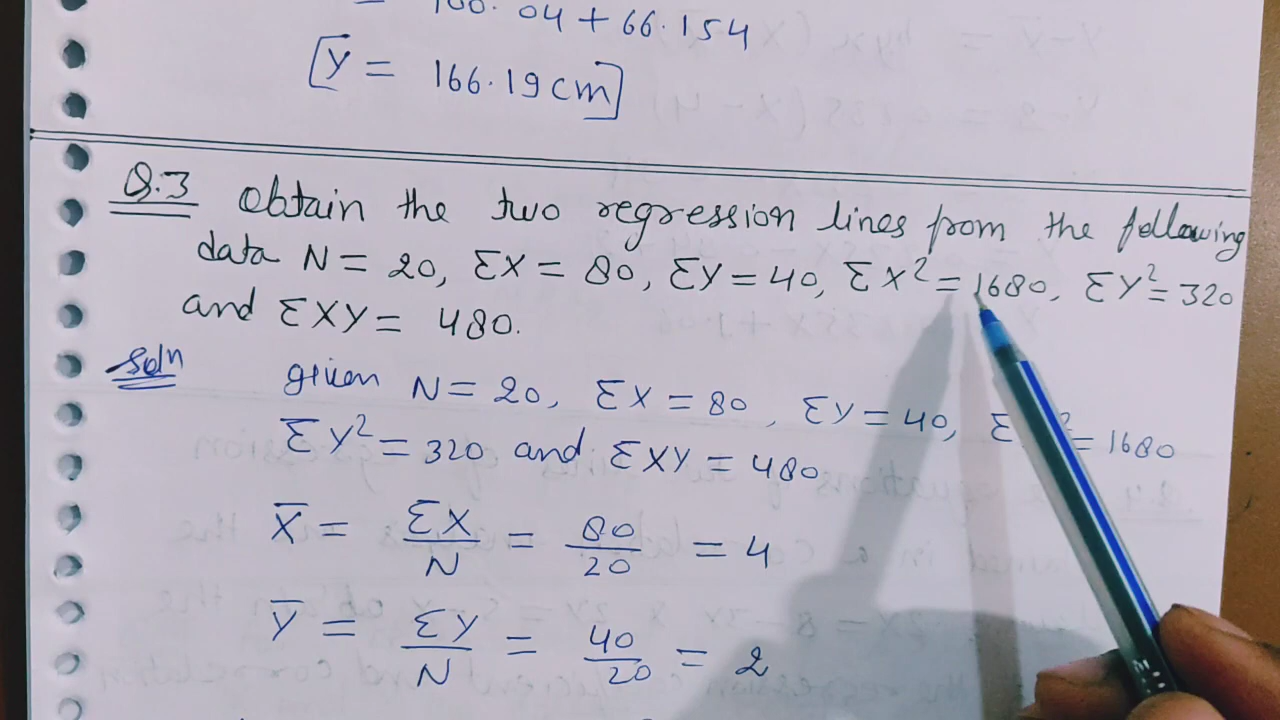 = 100.04 + 66.154
[Y = 166.19 cm]
Q.3 obtain the two regression lines from the following
data N = 20, ΣX = 80, ΣY = 40, ΣX² = 1680, ΣY² = 320
and ΣXY = 480.
Soln given N = 20, ΣX = 80, ΣY = 40, Σ ² = 1680
ΣY² = 320 and ΣXY = 480
X̅ = ΣX/N = 80/20 = 4
Y̅ = ΣY/N = 40/20 = 2